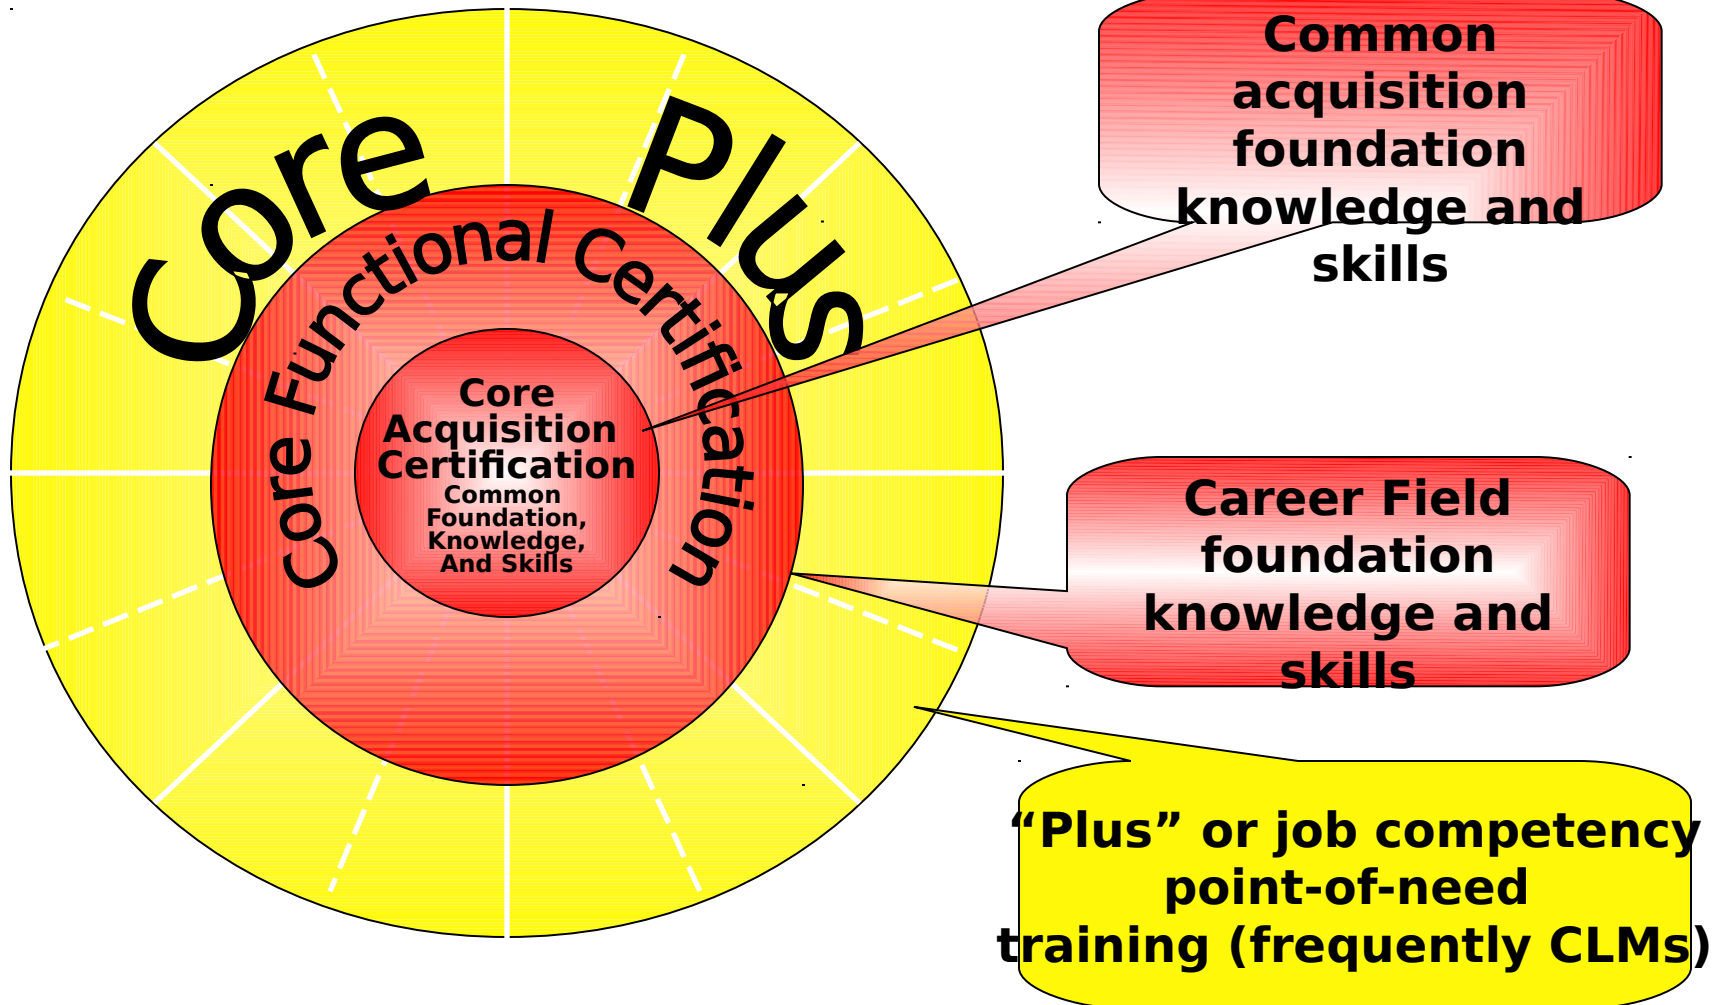 Core Plus
Core Functional Certification
Core
Acquisition
Certification
Common
Foundation,
Knowledge,
And Skills
Common
acquisition
foundation
knowledge and
skills
Career Field
foundation
knowledge and
skills
“Plus” or job competency
point-of-need
training (frequently CLMs)